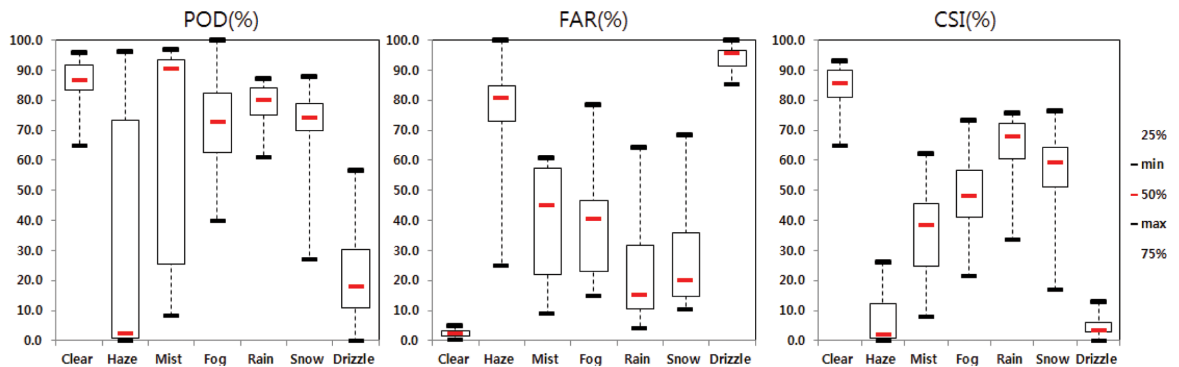 POD(%) FAR(%) CSI(%)
100.0 100.0 100.0
90.0 90.0 90.0
80.0 80.0 80.0
70.0 70.0 70.0
60.0 60.0 60.0
50.0 50.0 50.0
40.0 40.0 40.0
30.0 30.0 30.0
20.0 20.0 20.0
10.0 10.0 10.0
0.0 0.0 0.0
Clear Haze Mist Fog Rain Snow Drizzle Clear Haze Mist Fog Rain Snow Drizzle Clear Haze Mist Fog Rain Snow Drizzle
25%
min
50%
max
75%